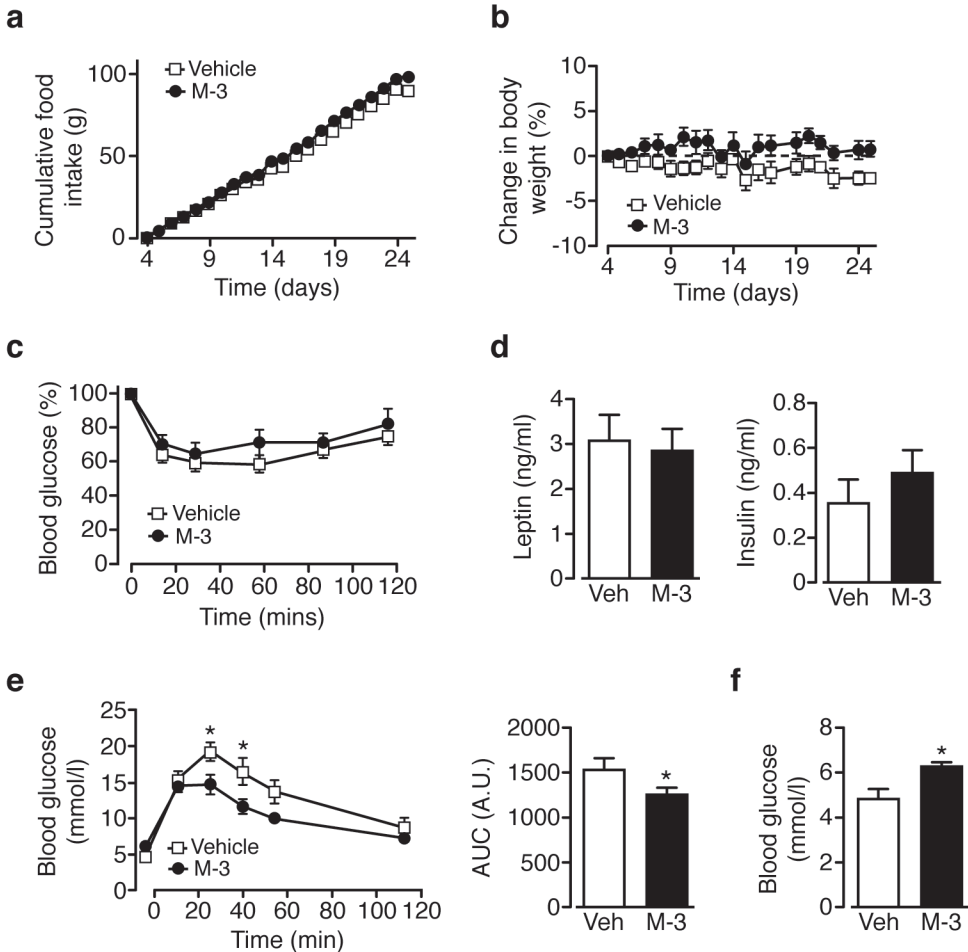 a
Cumulative food
intake (g)
100
50
0
Vehicle
M-3
4 9 14 19 24
Time (days)
b
Change in body
weight (%)
10
5
0
-5
-10
Vehicle
M-3
4 9 14 19 24
Time (days)
c
Blood glucose (%)
100
80
60
40
20
0
Vehicle
M-3
0 20 40 60 80 100 120
Time (mins)
d
Leptin (ng/ml)
4
3
2
1
0
Veh M-3
Insulin (ng/ml)
0.8
0.6
0.4
0.2
0
Veh M-3
e
Blood glucose
(mmol/l)
25
20
15
10
5
0
* *
Vehicle
M-3
0 20 40 60 80 100 120
Time (min)
AUC (A.U.)
2000
1500
1000
500
0
*
Veh M-3
f
Blood glucose
(mmol/l)
8
6
4
2
0
*
Veh M-3